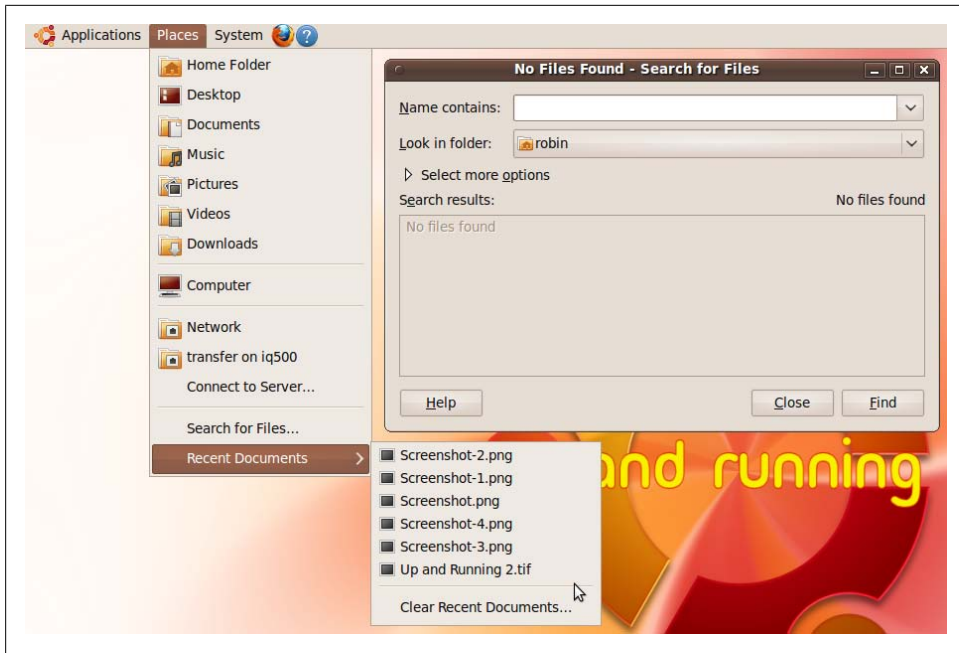 Applications Places System
Home Folder
Desktop
Documents
Music
Pictures
Videos
Downloads
Computer
Network
transfer on iq500
Connect to Server...
Search for Files...
Recent Documents
No Files Found - Search for Files
Name contains:
Look in folder: robin
Select more options
Search results: No files found
No files found
Help Close Find
Screenshot-2.png
Screenshot-1.png
Screenshot.png
Screenshot-4.png
Screenshot-3.png
Up and Running 2.tif
Clear Recent Documents...
and running